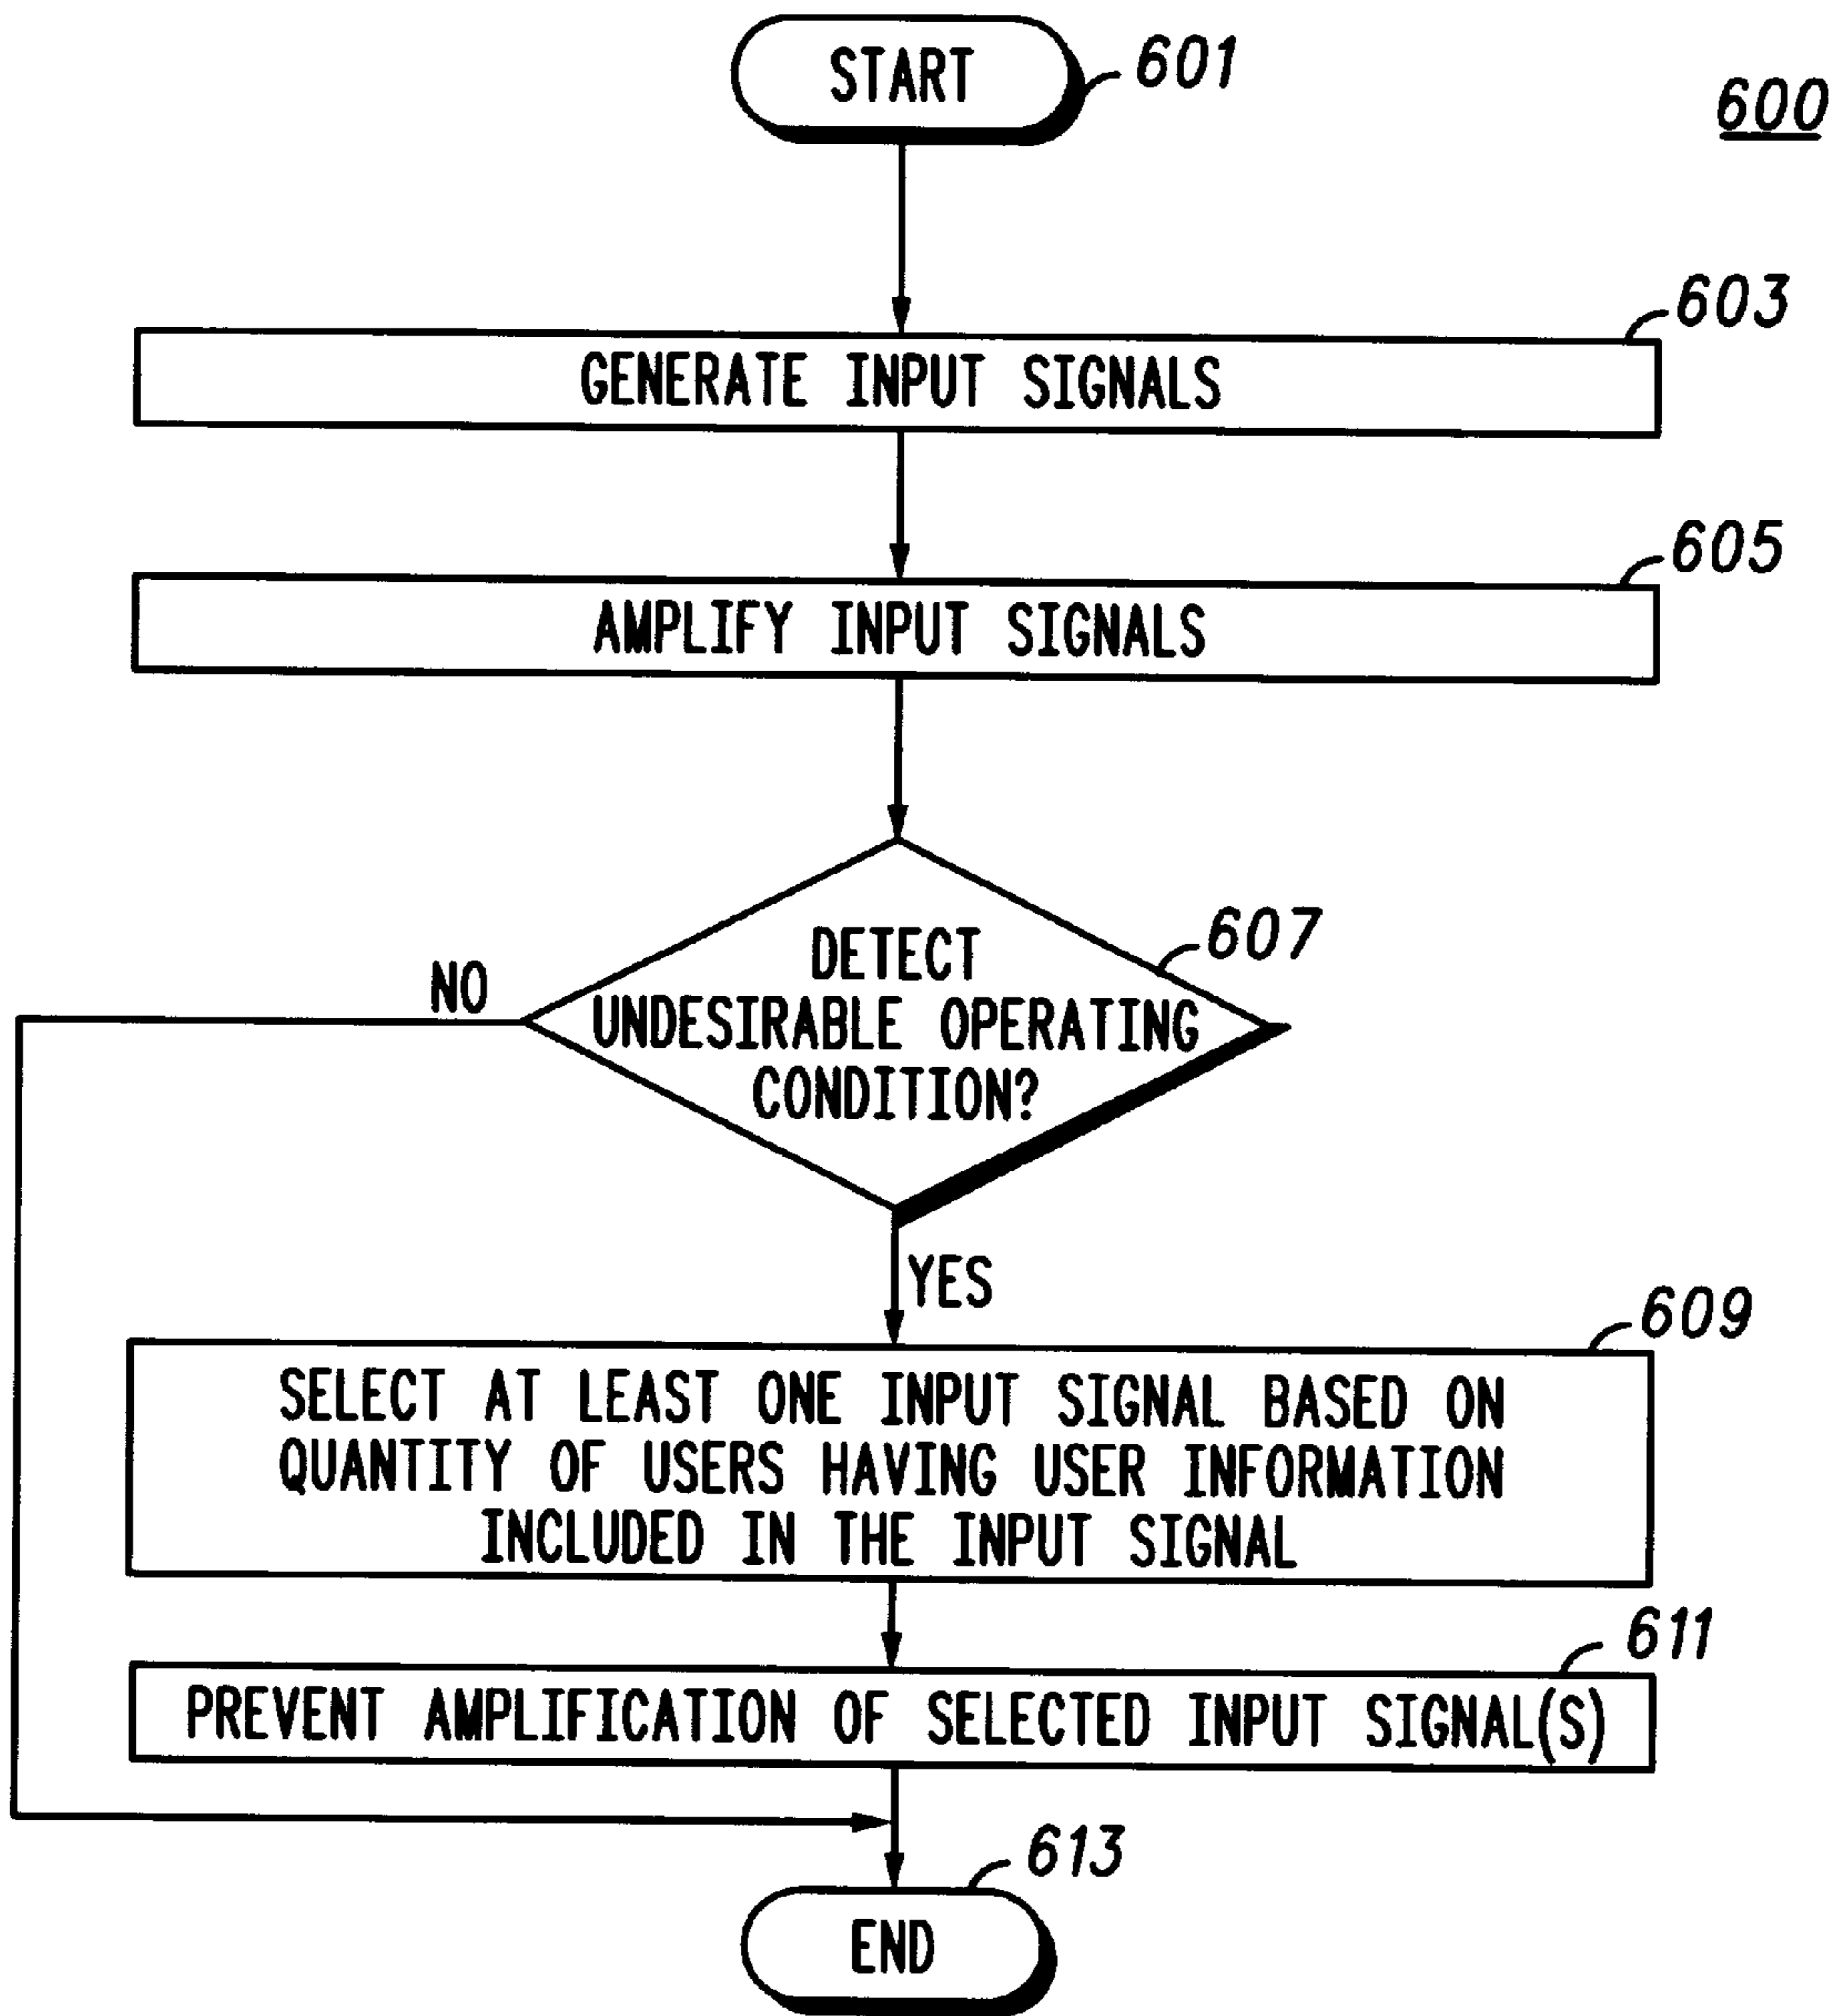 START
601
600
603
GENERATE INPUT SIGNALS
605
AMPLIFY INPUT SIGNALS
607
DETECT
UNDESIRABLE OPERATING
CONDITION?
NO
YES
609
SELECT AT LEAST ONE INPUT SIGNAL BASED ON
QUANTITY OF USERS HAVING USER INFORMATION
INCLUDED IN THE INPUT SIGNAL
611
PREVENT AMPLIFICATION OF SELECTED INPUT SIGNAL(S)
613
END